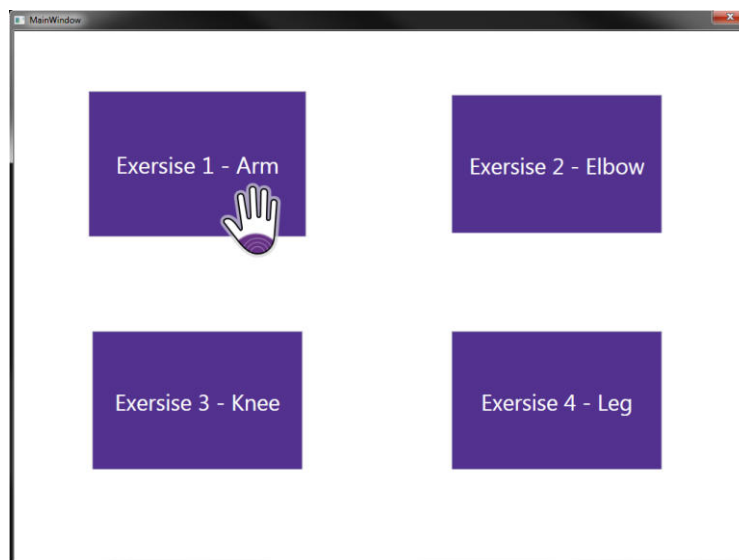 MainWindow
Exersise 1 - Arm
Exersise 2 - Elbow
Exersise 3 - Knee
Exersise 4 - Leg